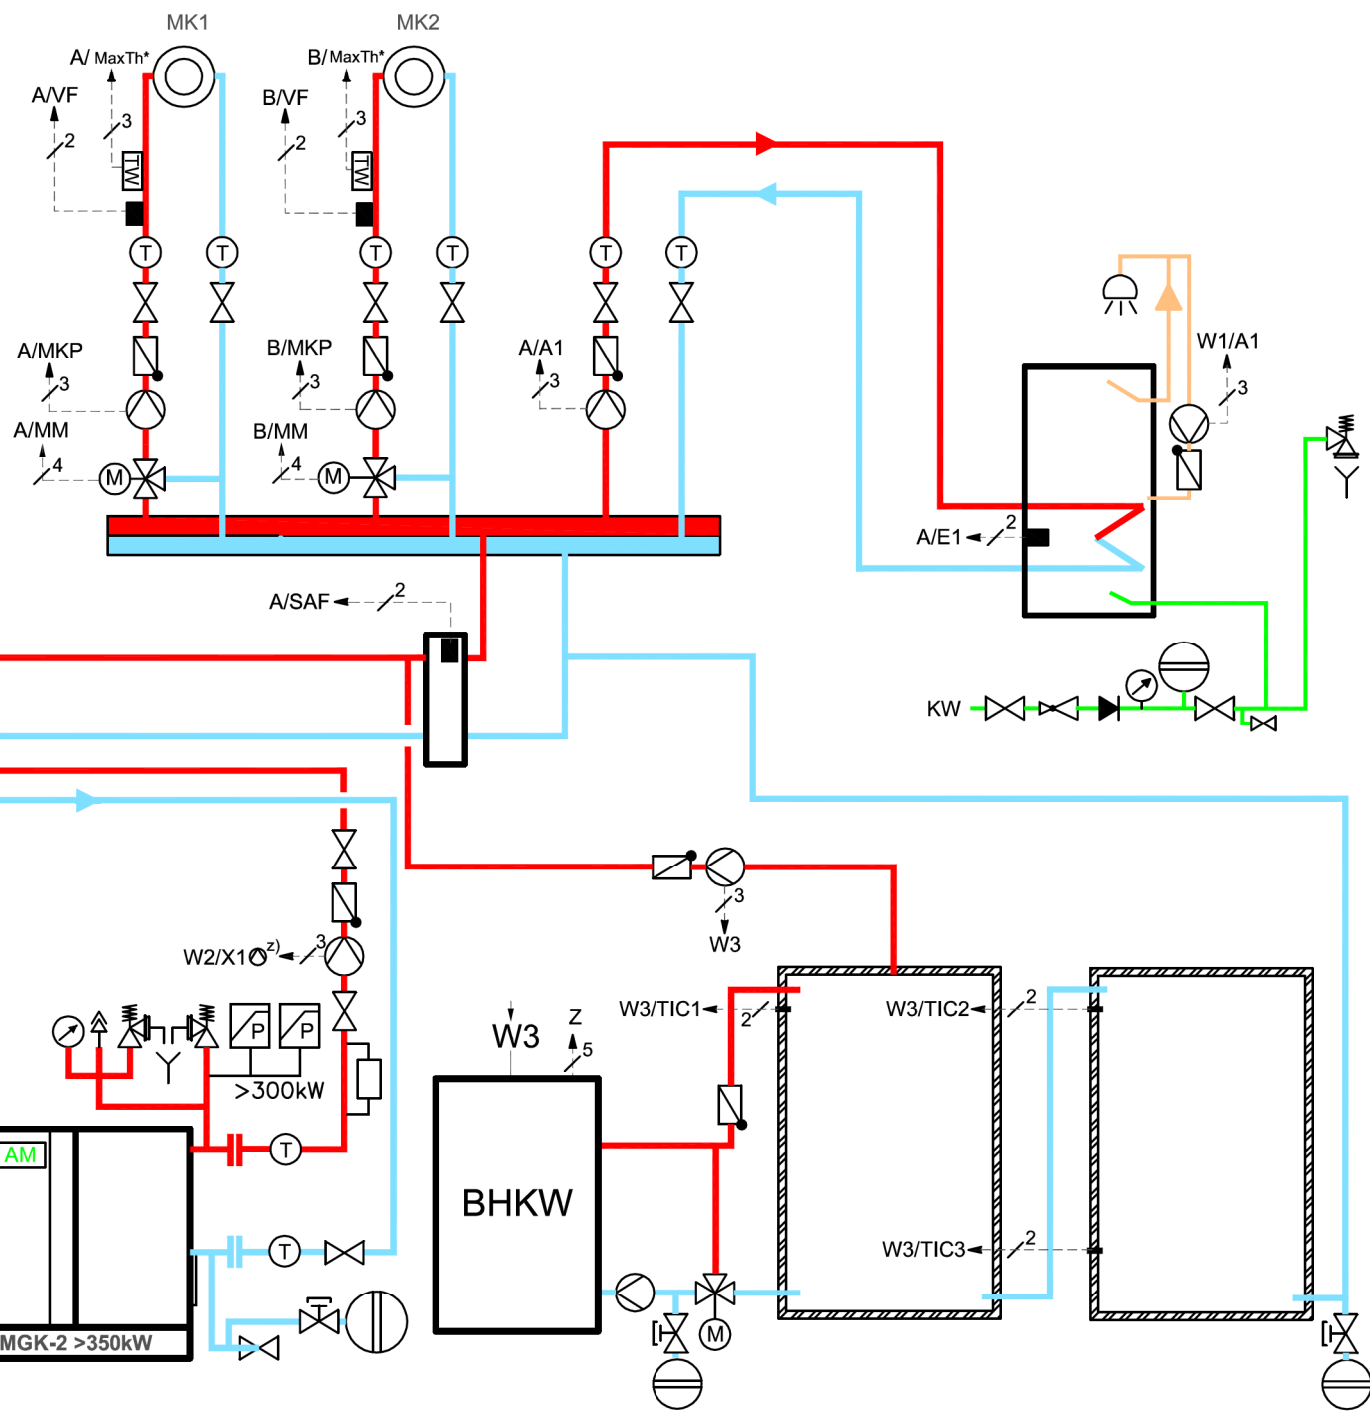 MK1
MK2
A/ MaxTh*
B/ MaxTh*
A/VF
B/VF
3
3
2
2
TW
TW
T
T
T
T
T
T
A/MKP
B/MKP
A/A1
W1/A1
3
3
3
3
A/MM
B/MM
4
4
M
M
A/E1
2
A/SAF
2
KW
3
W3
W2/X1 z)
3
W3/TIC1
2
W3/TIC2
2
W3
Z
5
P
P
>300kW
AM
T
BHKW
T
W3/TIC3
2
M
MGK-2 >350kW